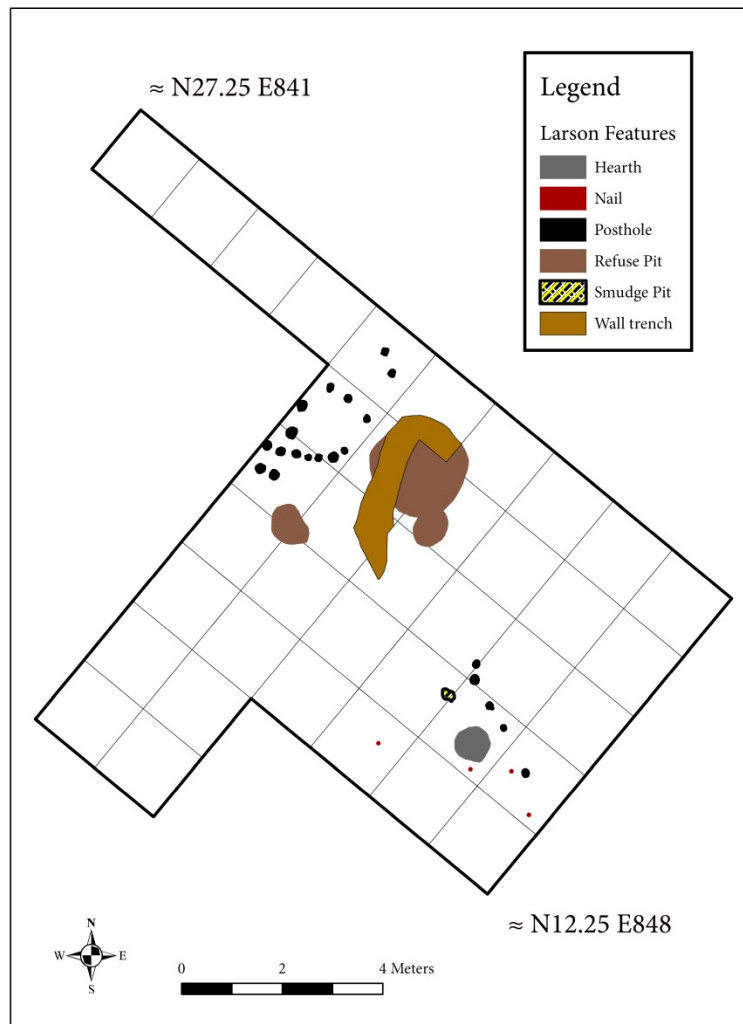 ≈ N27.25 E841
Legend
Larson Features
Hearth
Nail
Posthole
Refuse Pit
Smudge Pit
Wall trench
≈ N12.25 E848
N
W E
S
0 2 4 Meters